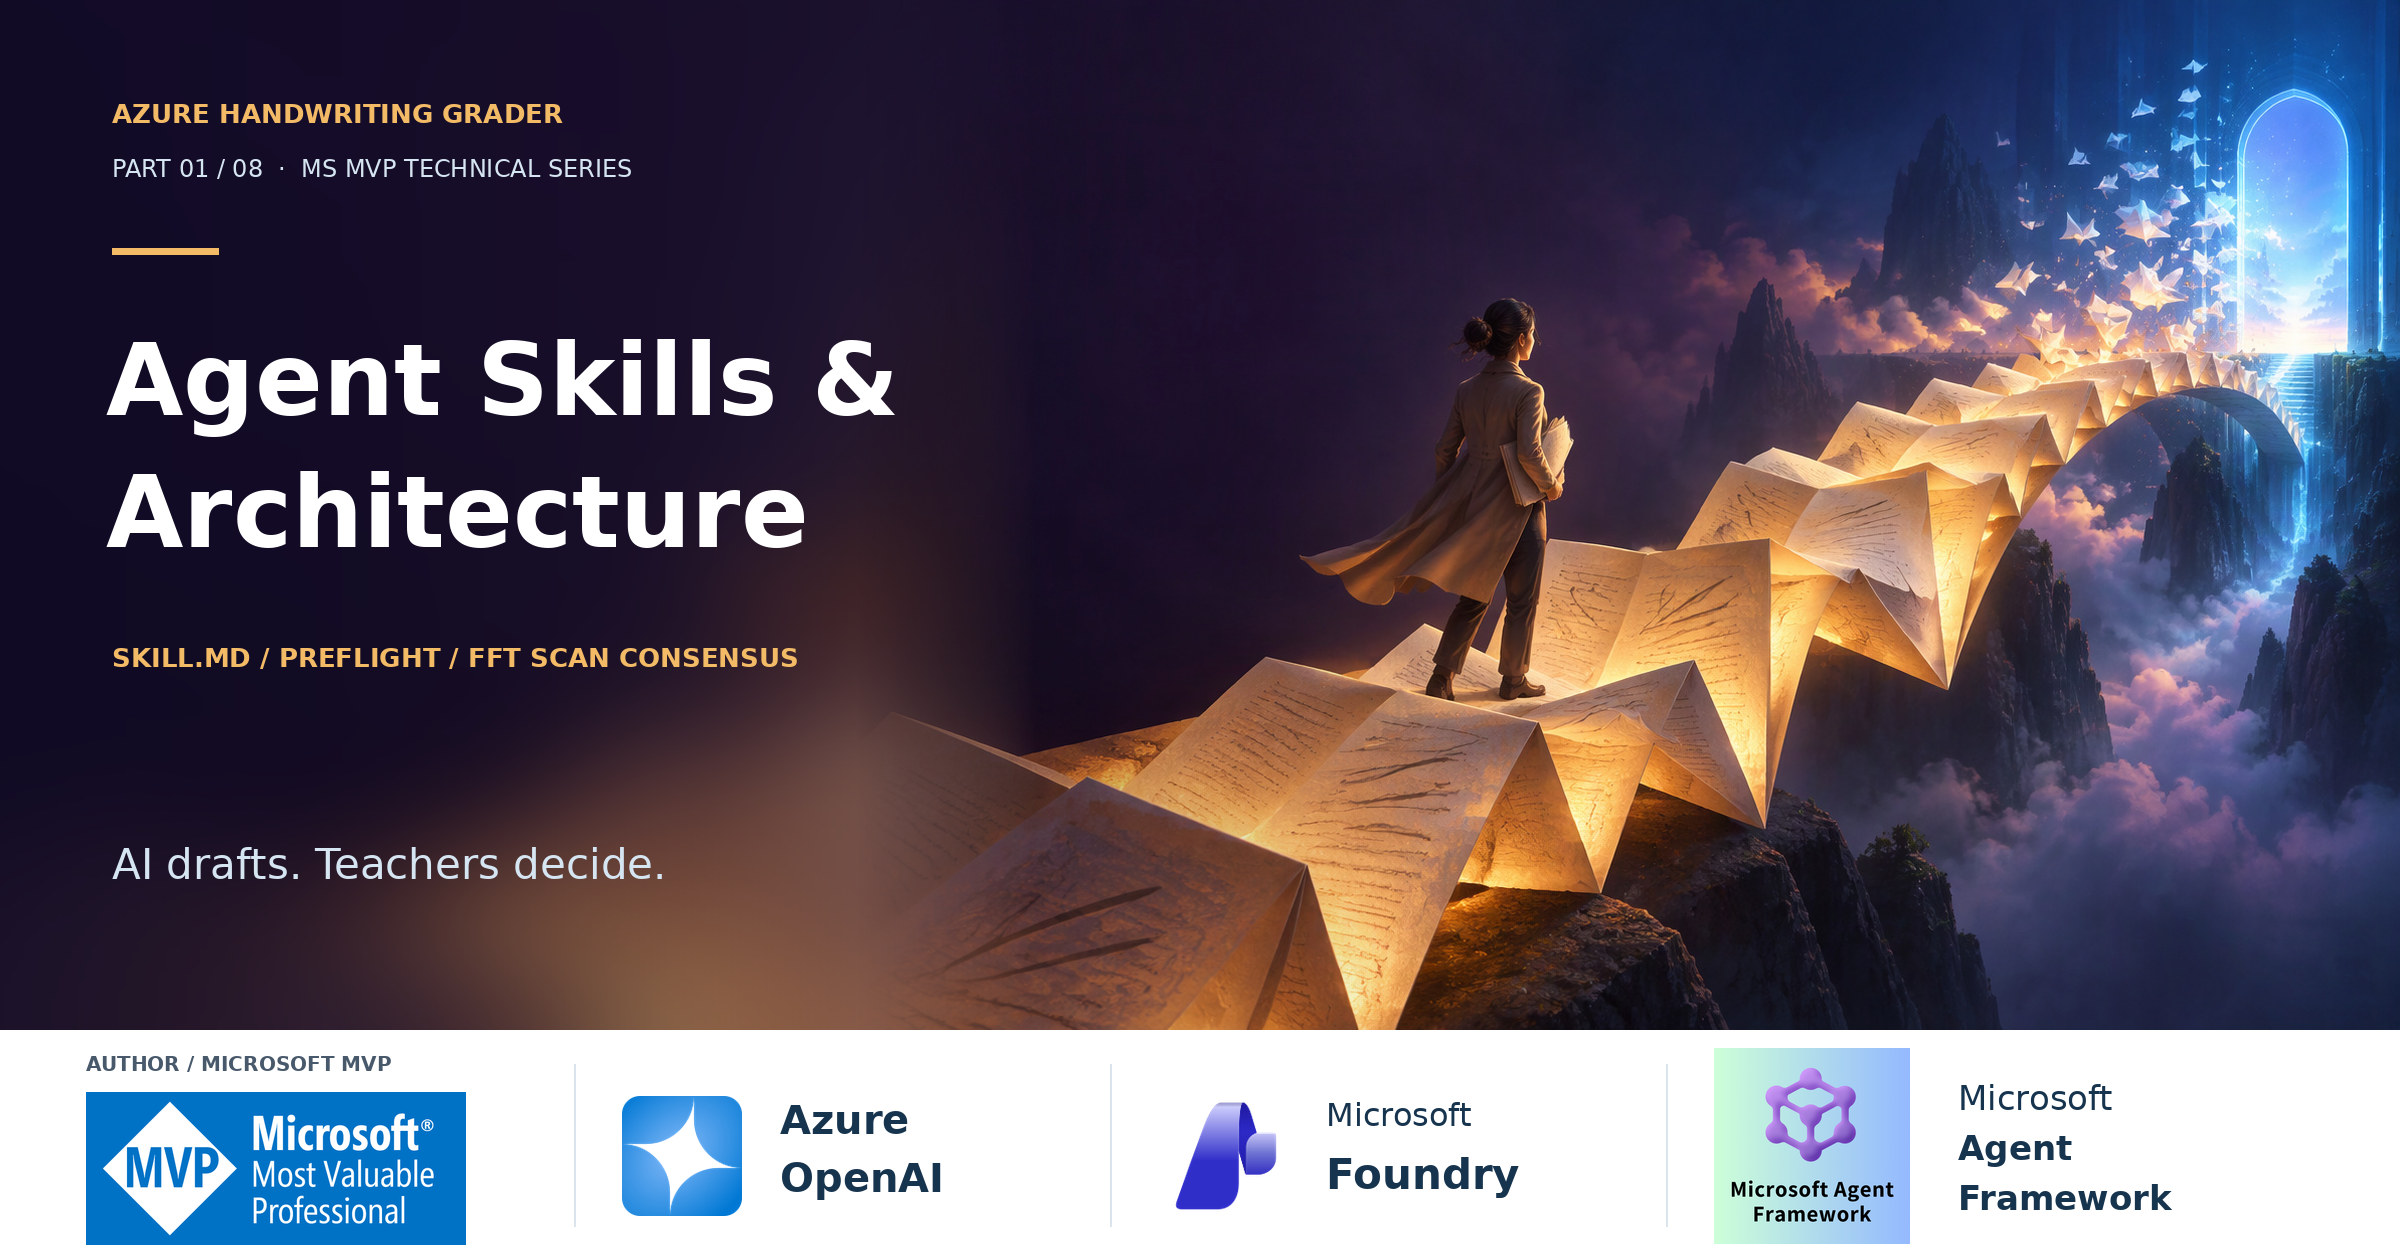 AZURE HANDWRITING GRADER
PART 01 / 08 · MS MVP TECHNICAL SERIES
Agent Skills &
Architecture
SKILL.MD / PREFLIGHT / FFT SCAN CONSENSUS
AI drafts. Teachers decide.
AUTHOR / MICROSOFT MVP
MVP
Microsoft®
Most Valuable
Professional
Azure
OpenAI
Microsoft
Foundry
Microsoft Agent
Framework
Microsoft
Agent
Framework